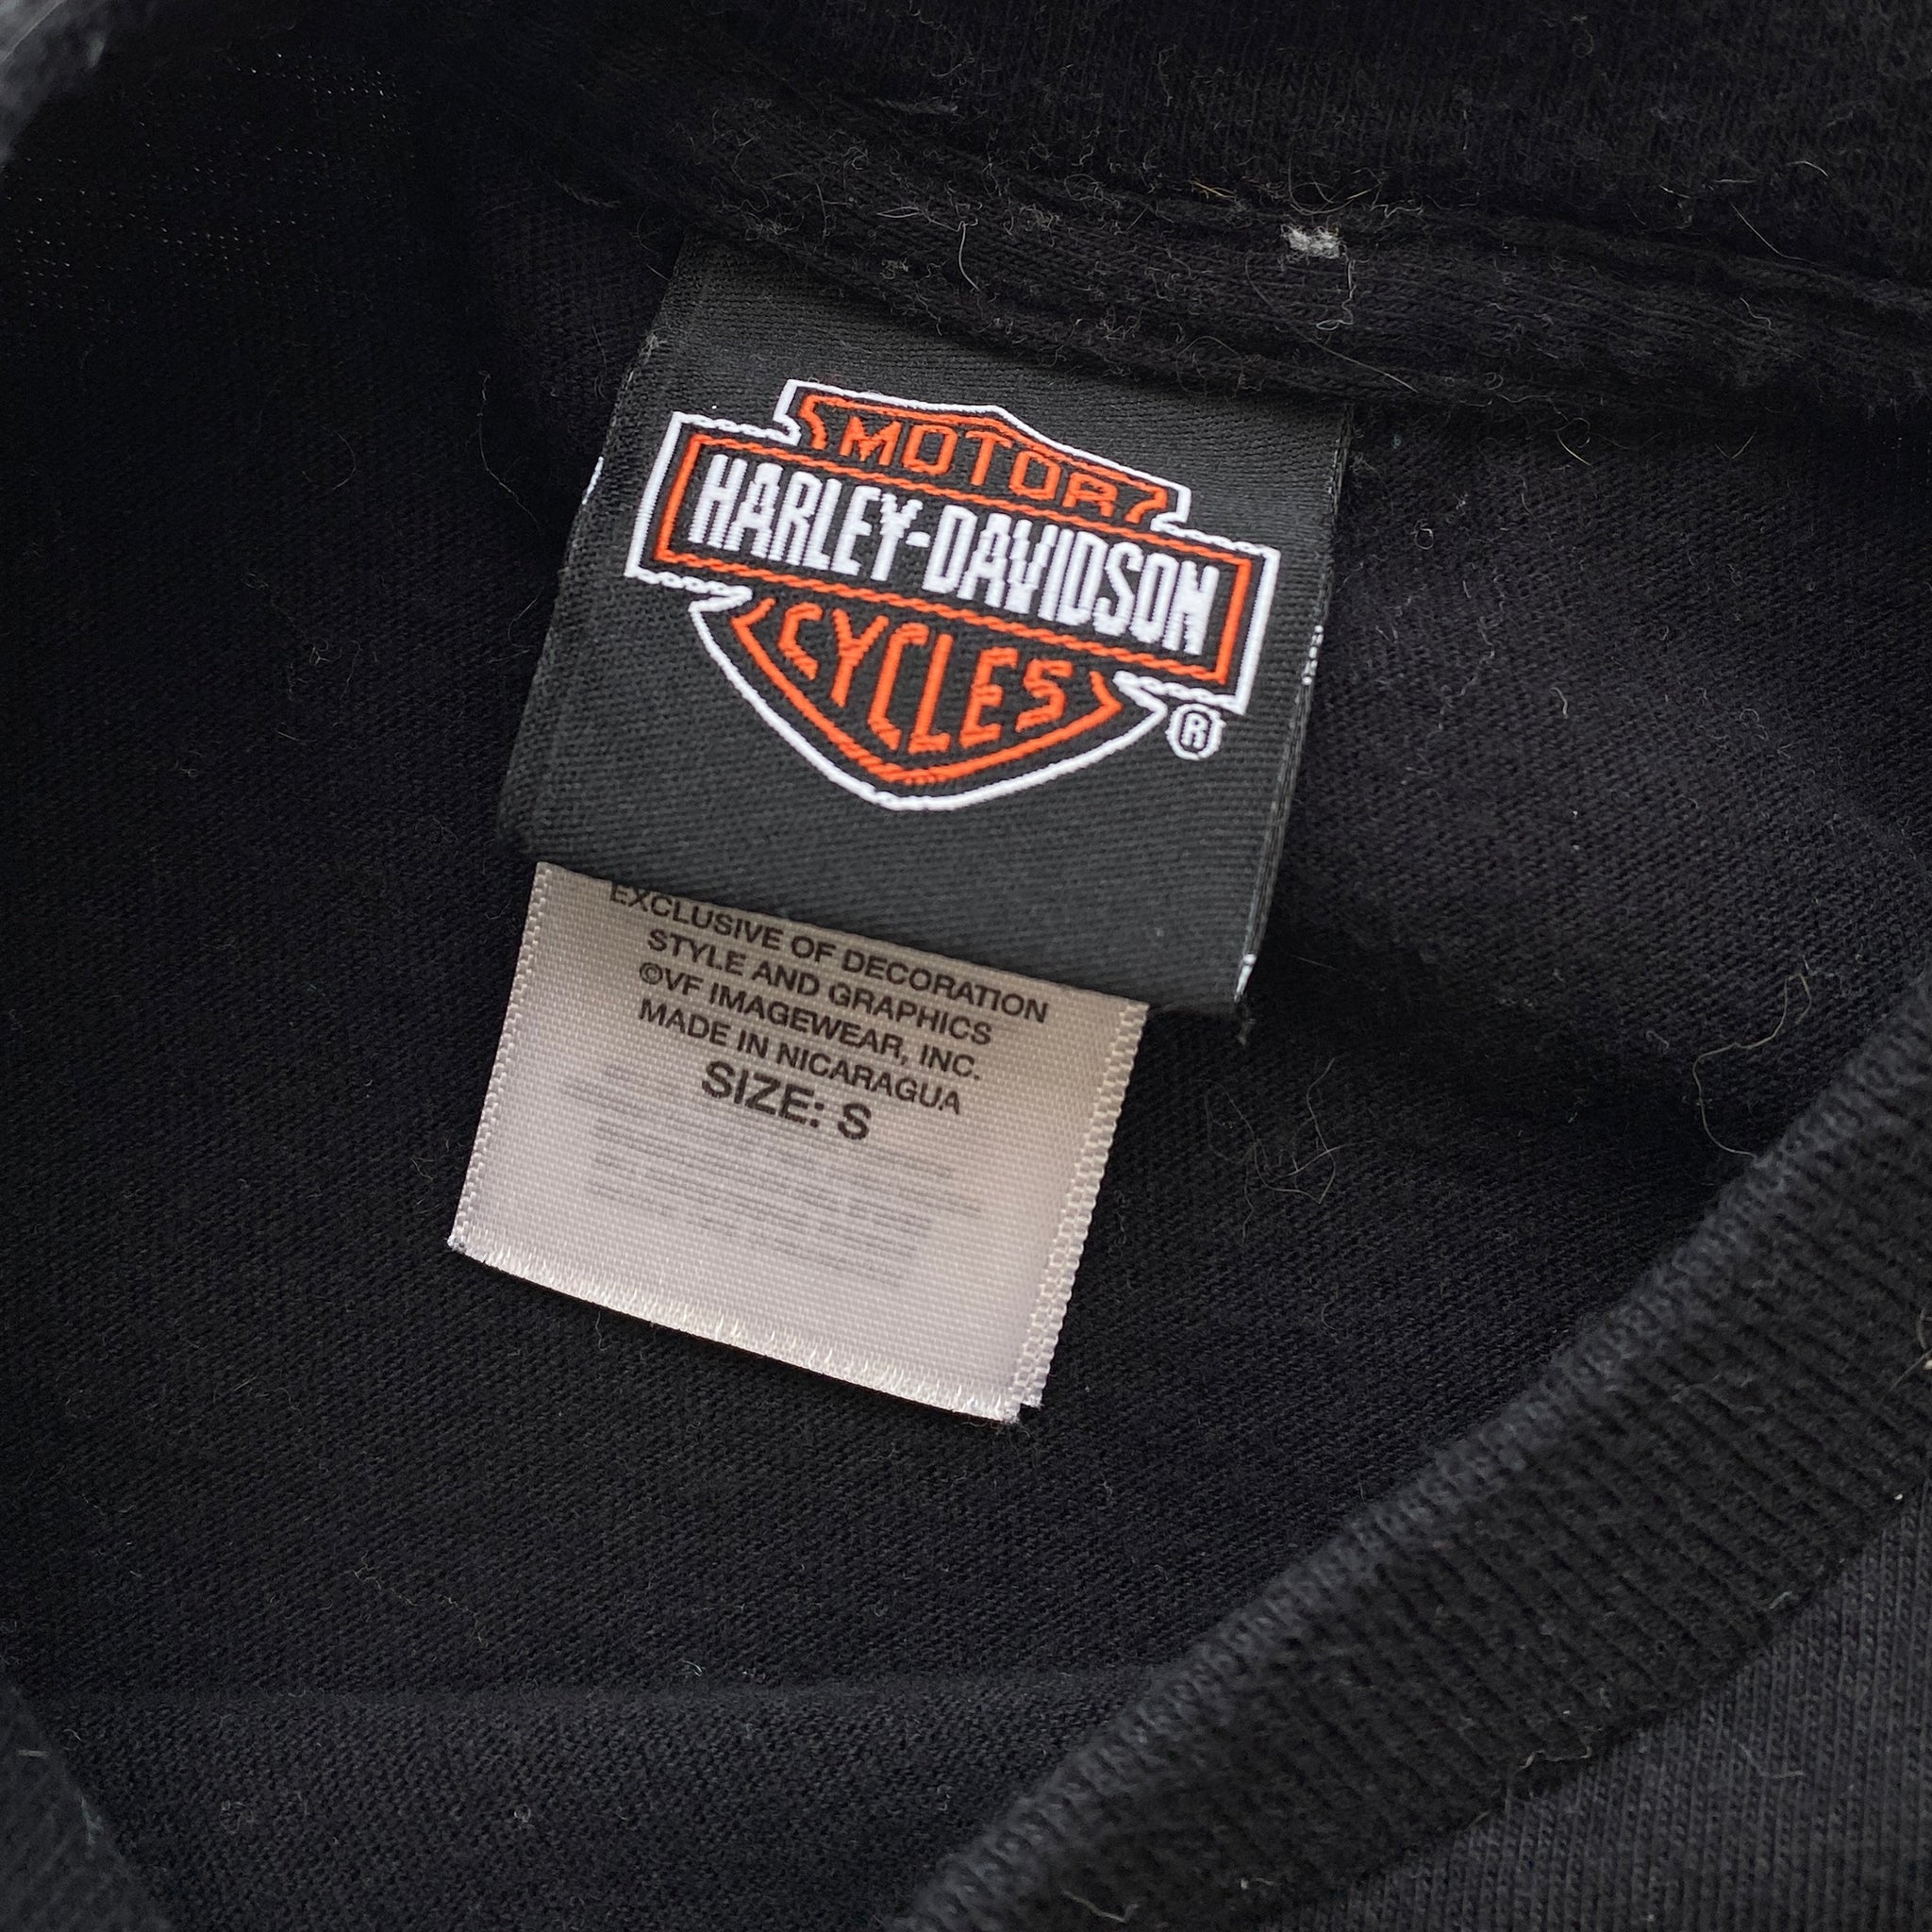 MOTOR
HARLEY-DAVIDSON
CYCLES
®
EXCLUSIVE OF DECORATION
STYLE AND GRAPHICS
©VF IMAGEWEAR, INC.
MADE IN NICARAGUA
SIZE: S